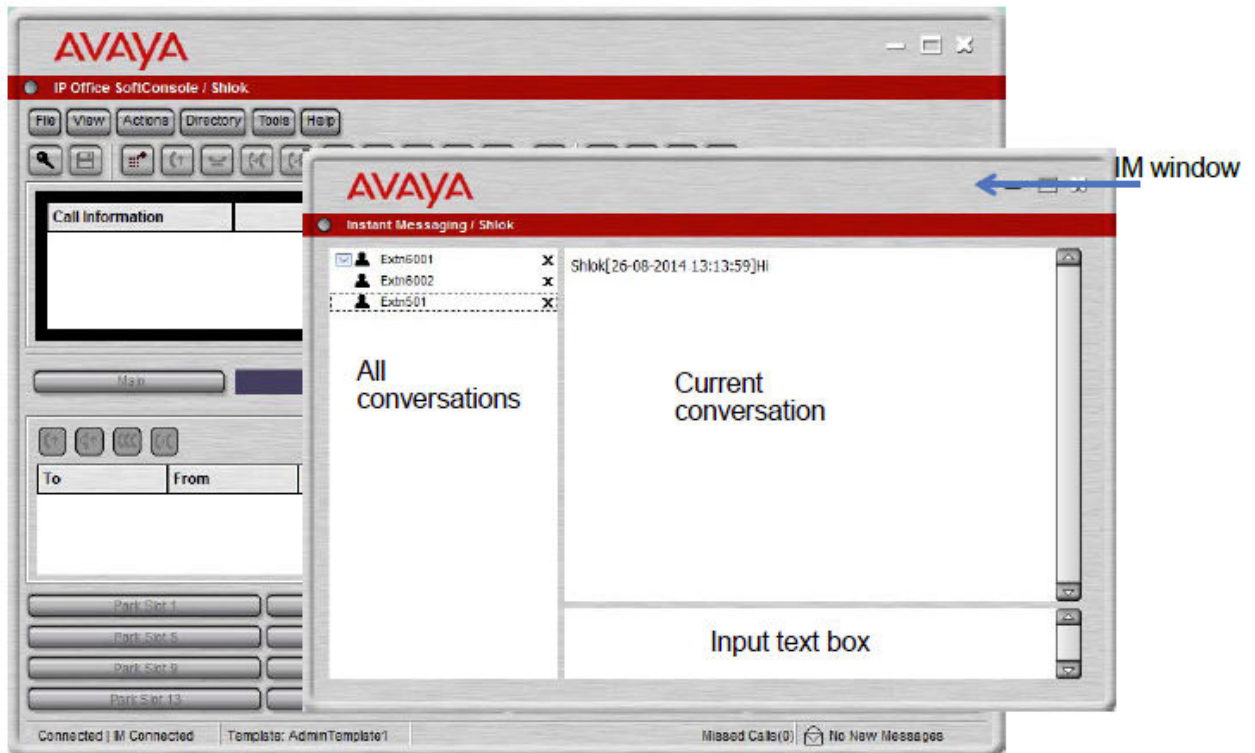 AVAYA
IP Office SoftConsole / Shlok
File View Actions Directory Tools Help
Call Information
Main
To From
Park Slot 1
Park Slot 5
Park Slot 9
Park Slot 13
Connected | IM Connected Template: AdminTemplate1 Missed Calls(0) No New Messages
IM window
AVAYA
Instant Messaging / Shlok
Extn6001 X
Extn6002 X
Extn501 X
All
conversations
Shlok[26-08-2014 13:13:59]Hi
Current
conversation
Input text box